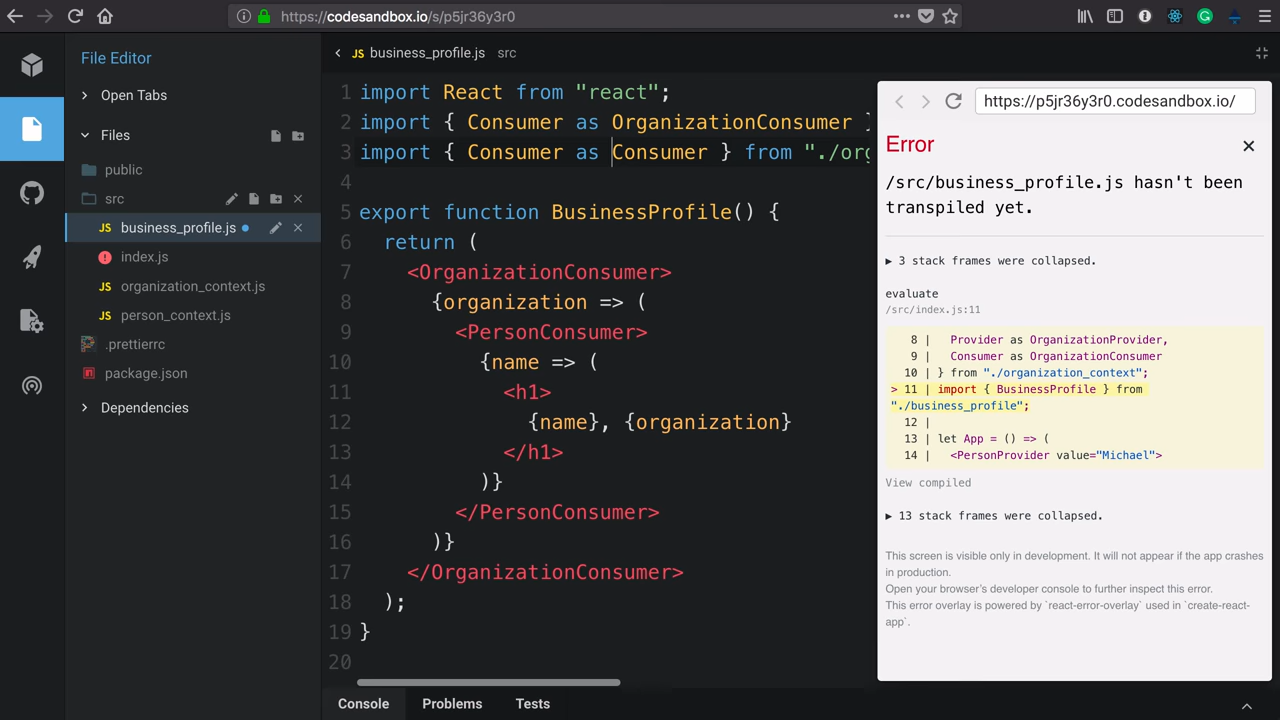 https://codesandbox.io/s/p5jr36y3r0
File Editor
Open Tabs
Files
public
src
JS business_profile.js
index.js
JS organization_context.js
JS person_context.js
.prettierrc
package.json
Dependencies
JS business_profile.js src
1 import React from "react";
2 import { Consumer as OrganizationConsumer }
3 import { Consumer as Consumer } from "./org
4
5 export function BusinessProfile() {
6 return (
7 <OrganizationConsumer>
8 {organization => (
9 <PersonConsumer>
10 {name => (
11 <h1>
12 {name}, {organization}
13 </h1>
14 )}
15 </PersonConsumer>
16 )}
17 </OrganizationConsumer>
18 );
19 }
20
Console Problems Tests
https://p5jr36y3r0.codesandbox.io/
Error
/src/business_profile.js hasn't been
transpiled yet.
▶ 3 stack frames were collapsed.
evaluate
/src/index.js:11
8 | Provider as OrganizationProvider,
9 | Consumer as OrganizationConsumer
10 | } from "./organization_context";
> 11 | import { BusinessProfile } from
"./business_profile";
12 |
13 | let App = () => (
14 | <PersonProvider value="Michael">
View compiled
▶ 13 stack frames were collapsed.
This screen is visible only in development. It will not appear if the app crashes
in production.
Open your browser's developer console to further inspect this error.
This error overlay is powered by `react-error-overlay` used in `create-react-
app`.